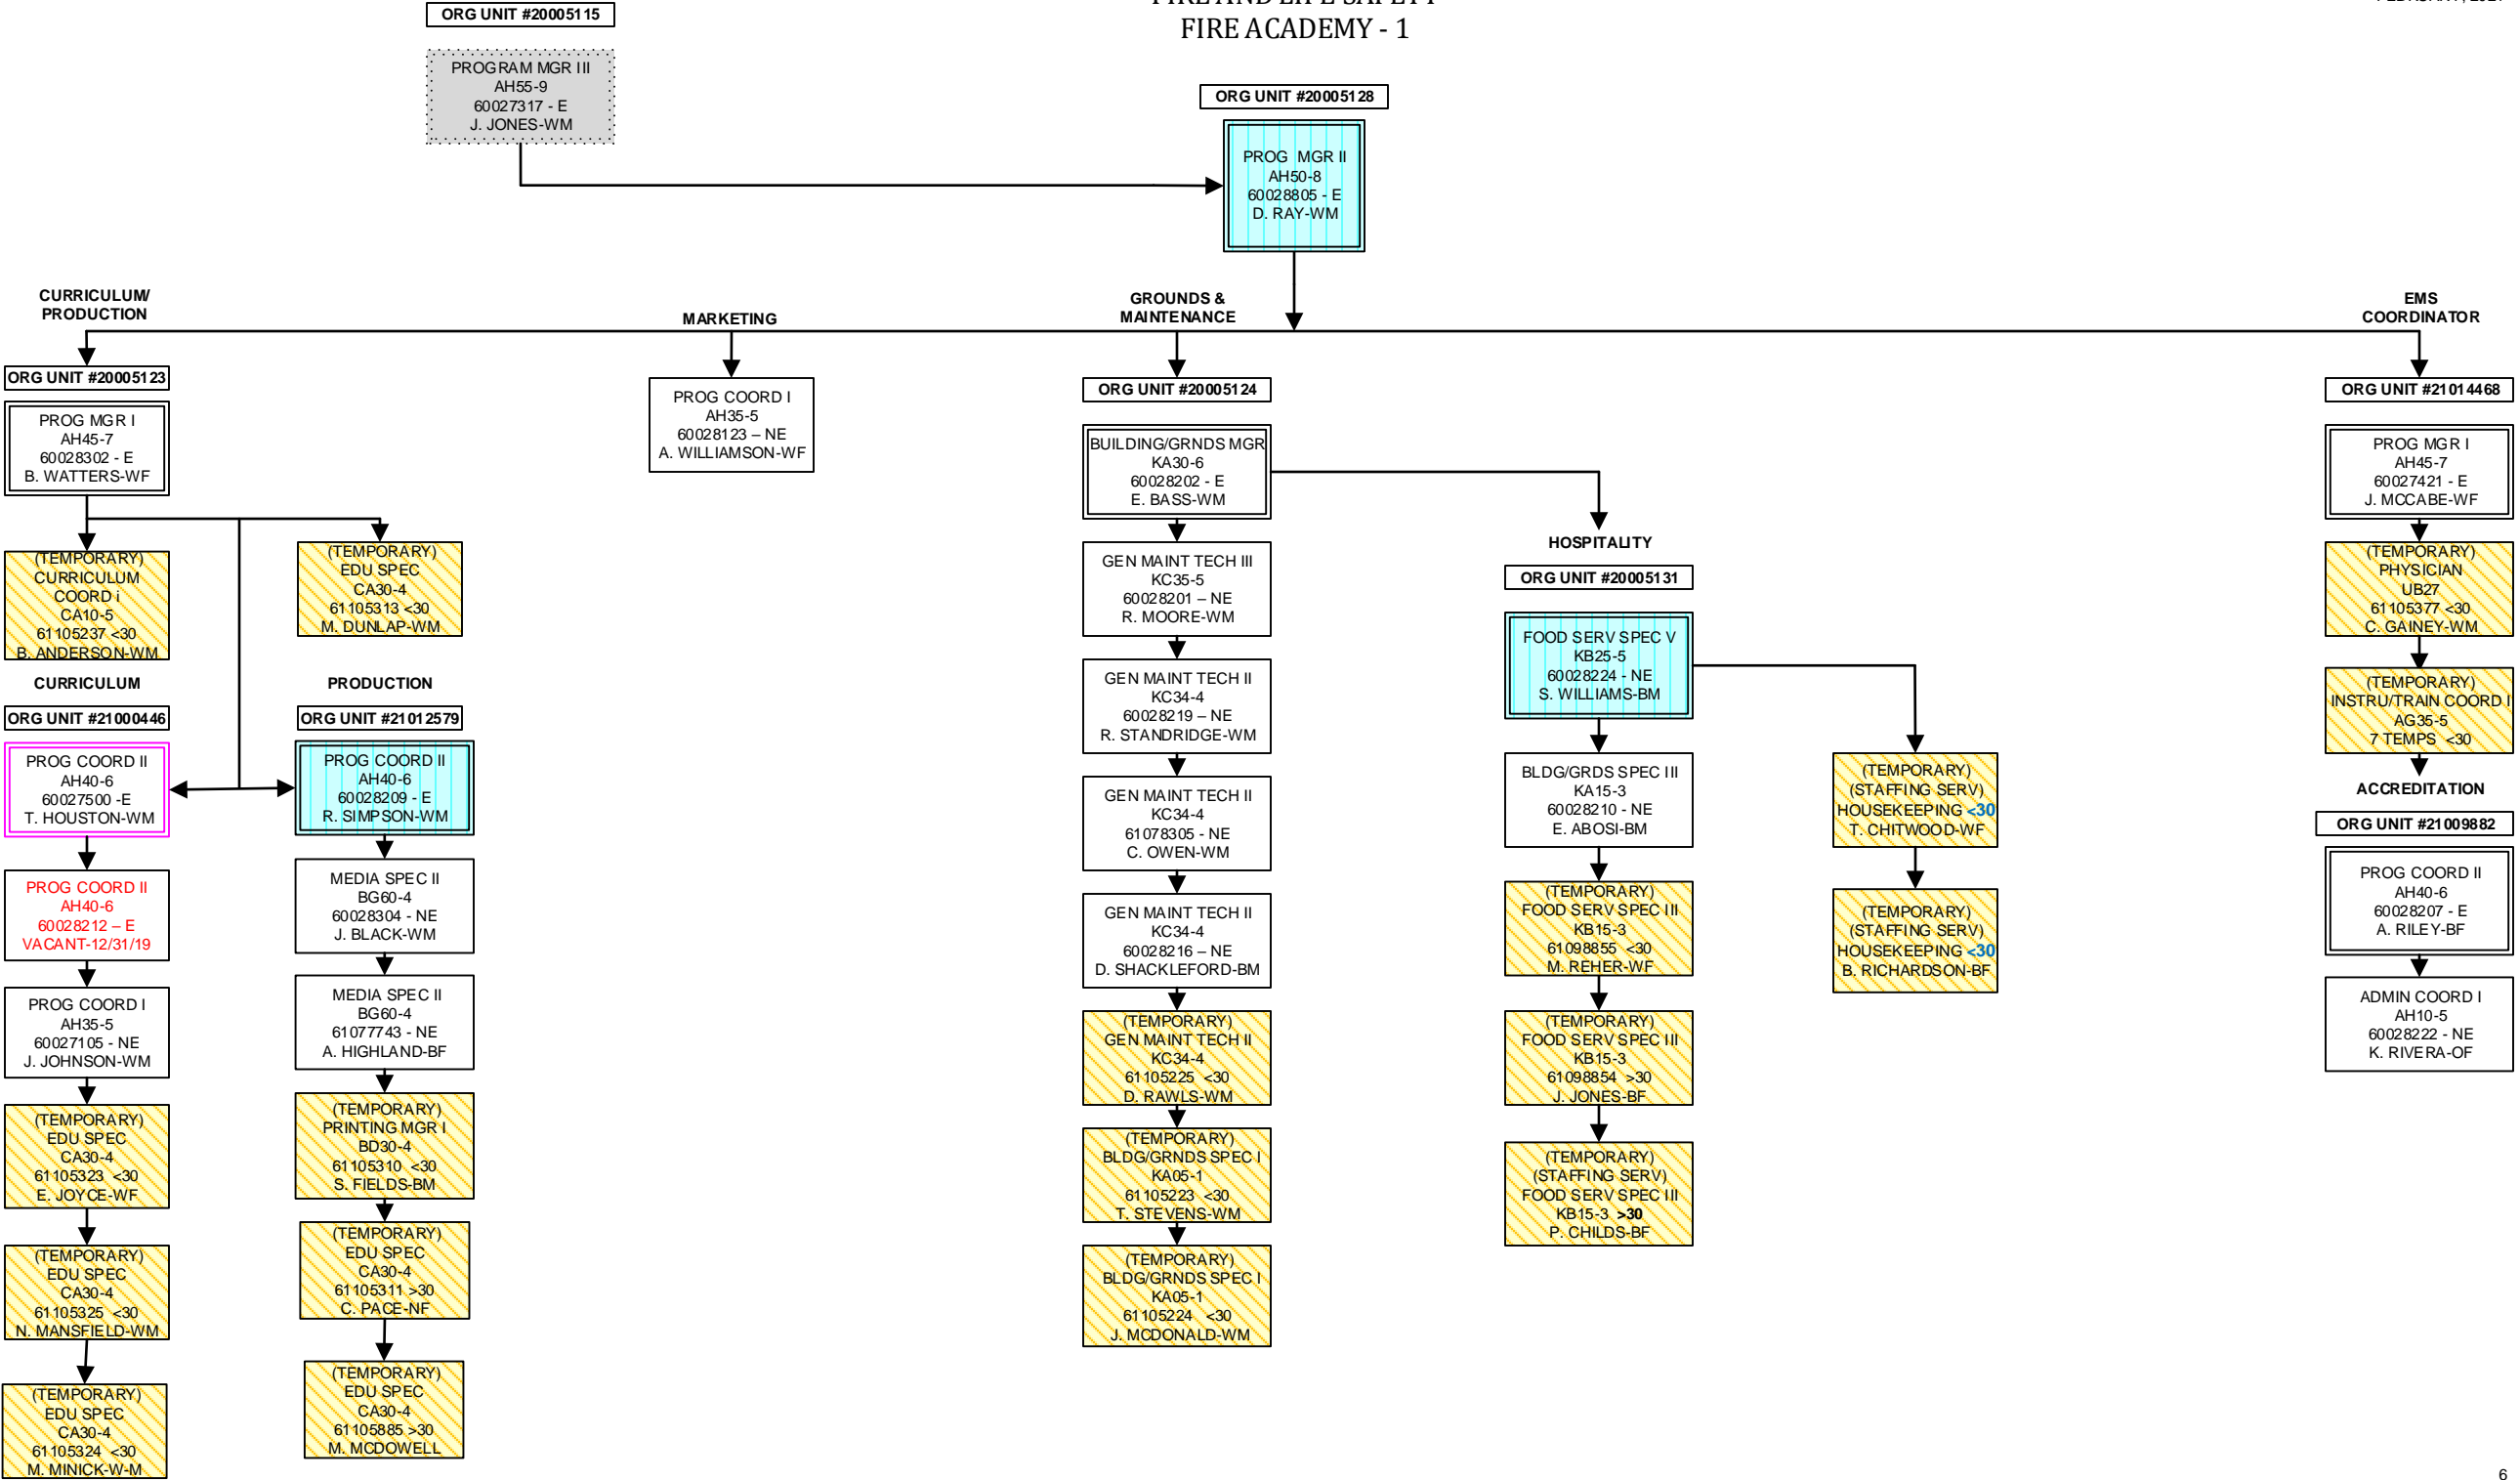 ORG UNIT #20005115
FIRE AND LIFE SAFETY
FIRE ACADEMY - 1
PROGRAM MGR III
AH55-9
60027317 - E
J. JONES-WM
ORG UNIT #20005128
PROG MGR II
AH50-8
60028805 - E
D. RAY-WM
CURRICULUM/
PRODUCTION
MARKETING
GROUNDS &
MAINTENANCE
EMS
COORDINATOR
ORG UNIT #20005123
PROG MGR I
AH45-7
60028302 - E
B. WATTERS-WF
(TEMPORARY)
CURRICULUM
COORD i
CA10-5
61105237 <30
B. ANDERSON-WM
(TEMPORARY)
EDU SPEC
CA30-4
61105313 <30
M. DUNLAP-WM
CURRICULUM
ORG UNIT #21000446
PROG COORD II
AH40-6
60027500 -E
T. HOUSTON-WM
PROG COORD II
AH40-6
60028212 – E
VACANT-12/31/19
PROG COORD I
AH35-5
60027105 - NE
J. JOHNSON-WM
(TEMPORARY)
EDU SPEC
CA30-4
61105323 <30
E. JOYCE-WF
(TEMPORARY)
EDU SPEC
CA30-4
61105325 <30
N. MANSFIELD-WM
(TEMPORARY)
EDU SPEC
CA30-4
61105324 <30
M. MINICK-W-M
PRODUCTION
ORG UNIT #21012579
PROG COORD II
AH40-6
60028209 - E
R. SIMPSON-WM
MEDIA SPEC II
BG60-4
60028304 - NE
J. BLACK-WM
MEDIA SPEC II
BG60-4
61077743 - NE
A. HIGHLAND-BF
(TEMPORARY)
PRINTING MGR I
BD30-4
61105310 <30
S. FIELDS-BM
(TEMPORARY)
EDU SPEC
CA30-4
61105311 >30
C. PACE-NF
(TEMPORARY)
EDU SPEC
CA30-4
61105885 >30
M. MCDOWELL
PROG COORD I
AH35-5
60028123 – NE
A. WILLIAMSON-WF
ORG UNIT #20005124
BUILDING/GRNDS MGR
KA30-6
60028202 - E
E. BASS-WM
GEN MAINT TECH III
KC35-5
60028201 – NE
R. MOORE-WM
GEN MAINT TECH II
KC34-4
60028219 – NE
R. STANDRIDGE-WM
GEN MAINT TECH II
KC34-4
61078305 - NE
C. OWEN-WM
GEN MAINT TECH II
KC34-4
60028216 – NE
D. SHACKLEFORD-BM
(TEMPORARY)
GEN MAINT TECH II
KC34-4
61105225 <30
D. RAWLS-WM
(TEMPORARY)
BLDG/GRNDS SPEC I
KA05-1
61105223 <30
T. STEVENS-WM
(TEMPORARY)
BLDG/GRNDS SPEC I
KA05-1
61105224 <30
J. MCDONALD-WM
HOSPITALITY
ORG UNIT #20005131
FOOD SERV SPEC V
KB25-5
60028224 - NE
S. WILLIAMS-BM
BLDG/GRDS SPEC III
KA15-3
60028210 - NE
E. ABOSI-BM
(TEMPORARY)
FOOD SERV SPEC III
KB15-3
61098855 <30
M. REHER-WF
(TEMPORARY)
FOOD SERV SPEC III
KB15-3
61098854 >30
J. JONES-BF
(TEMPORARY)
(STAFFING SERV)
FOOD SERV SPEC III
KB15-3 >30
P. CHILDS-BF
(TEMPORARY)
(STAFFING SERV)
HOUSEKEEPING <30
T. CHITWOOD-WF
(TEMPORARY)
(STAFFING SERV)
HOUSEKEEPING <30
B. RICHARDSON-BF
ORG UNIT #21014468
PROG MGR I
AH45-7
60027421 - E
J. MCCABE-WF
(TEMPORARY)
PHYSICIAN
UB27
61105377 <30
C. GAINEY-WM
(TEMPORARY)
INSTRU/TRAIN COORD I
AG35-5
7 TEMPS <30
ACCREDITATION
ORG UNIT #21009882
PROG COORD II
AH40-6
60028207 - E
A. RILEY-BF
ADMIN COORD I
AH10-5
60028222 - NE
K. RIVERA-OF
6